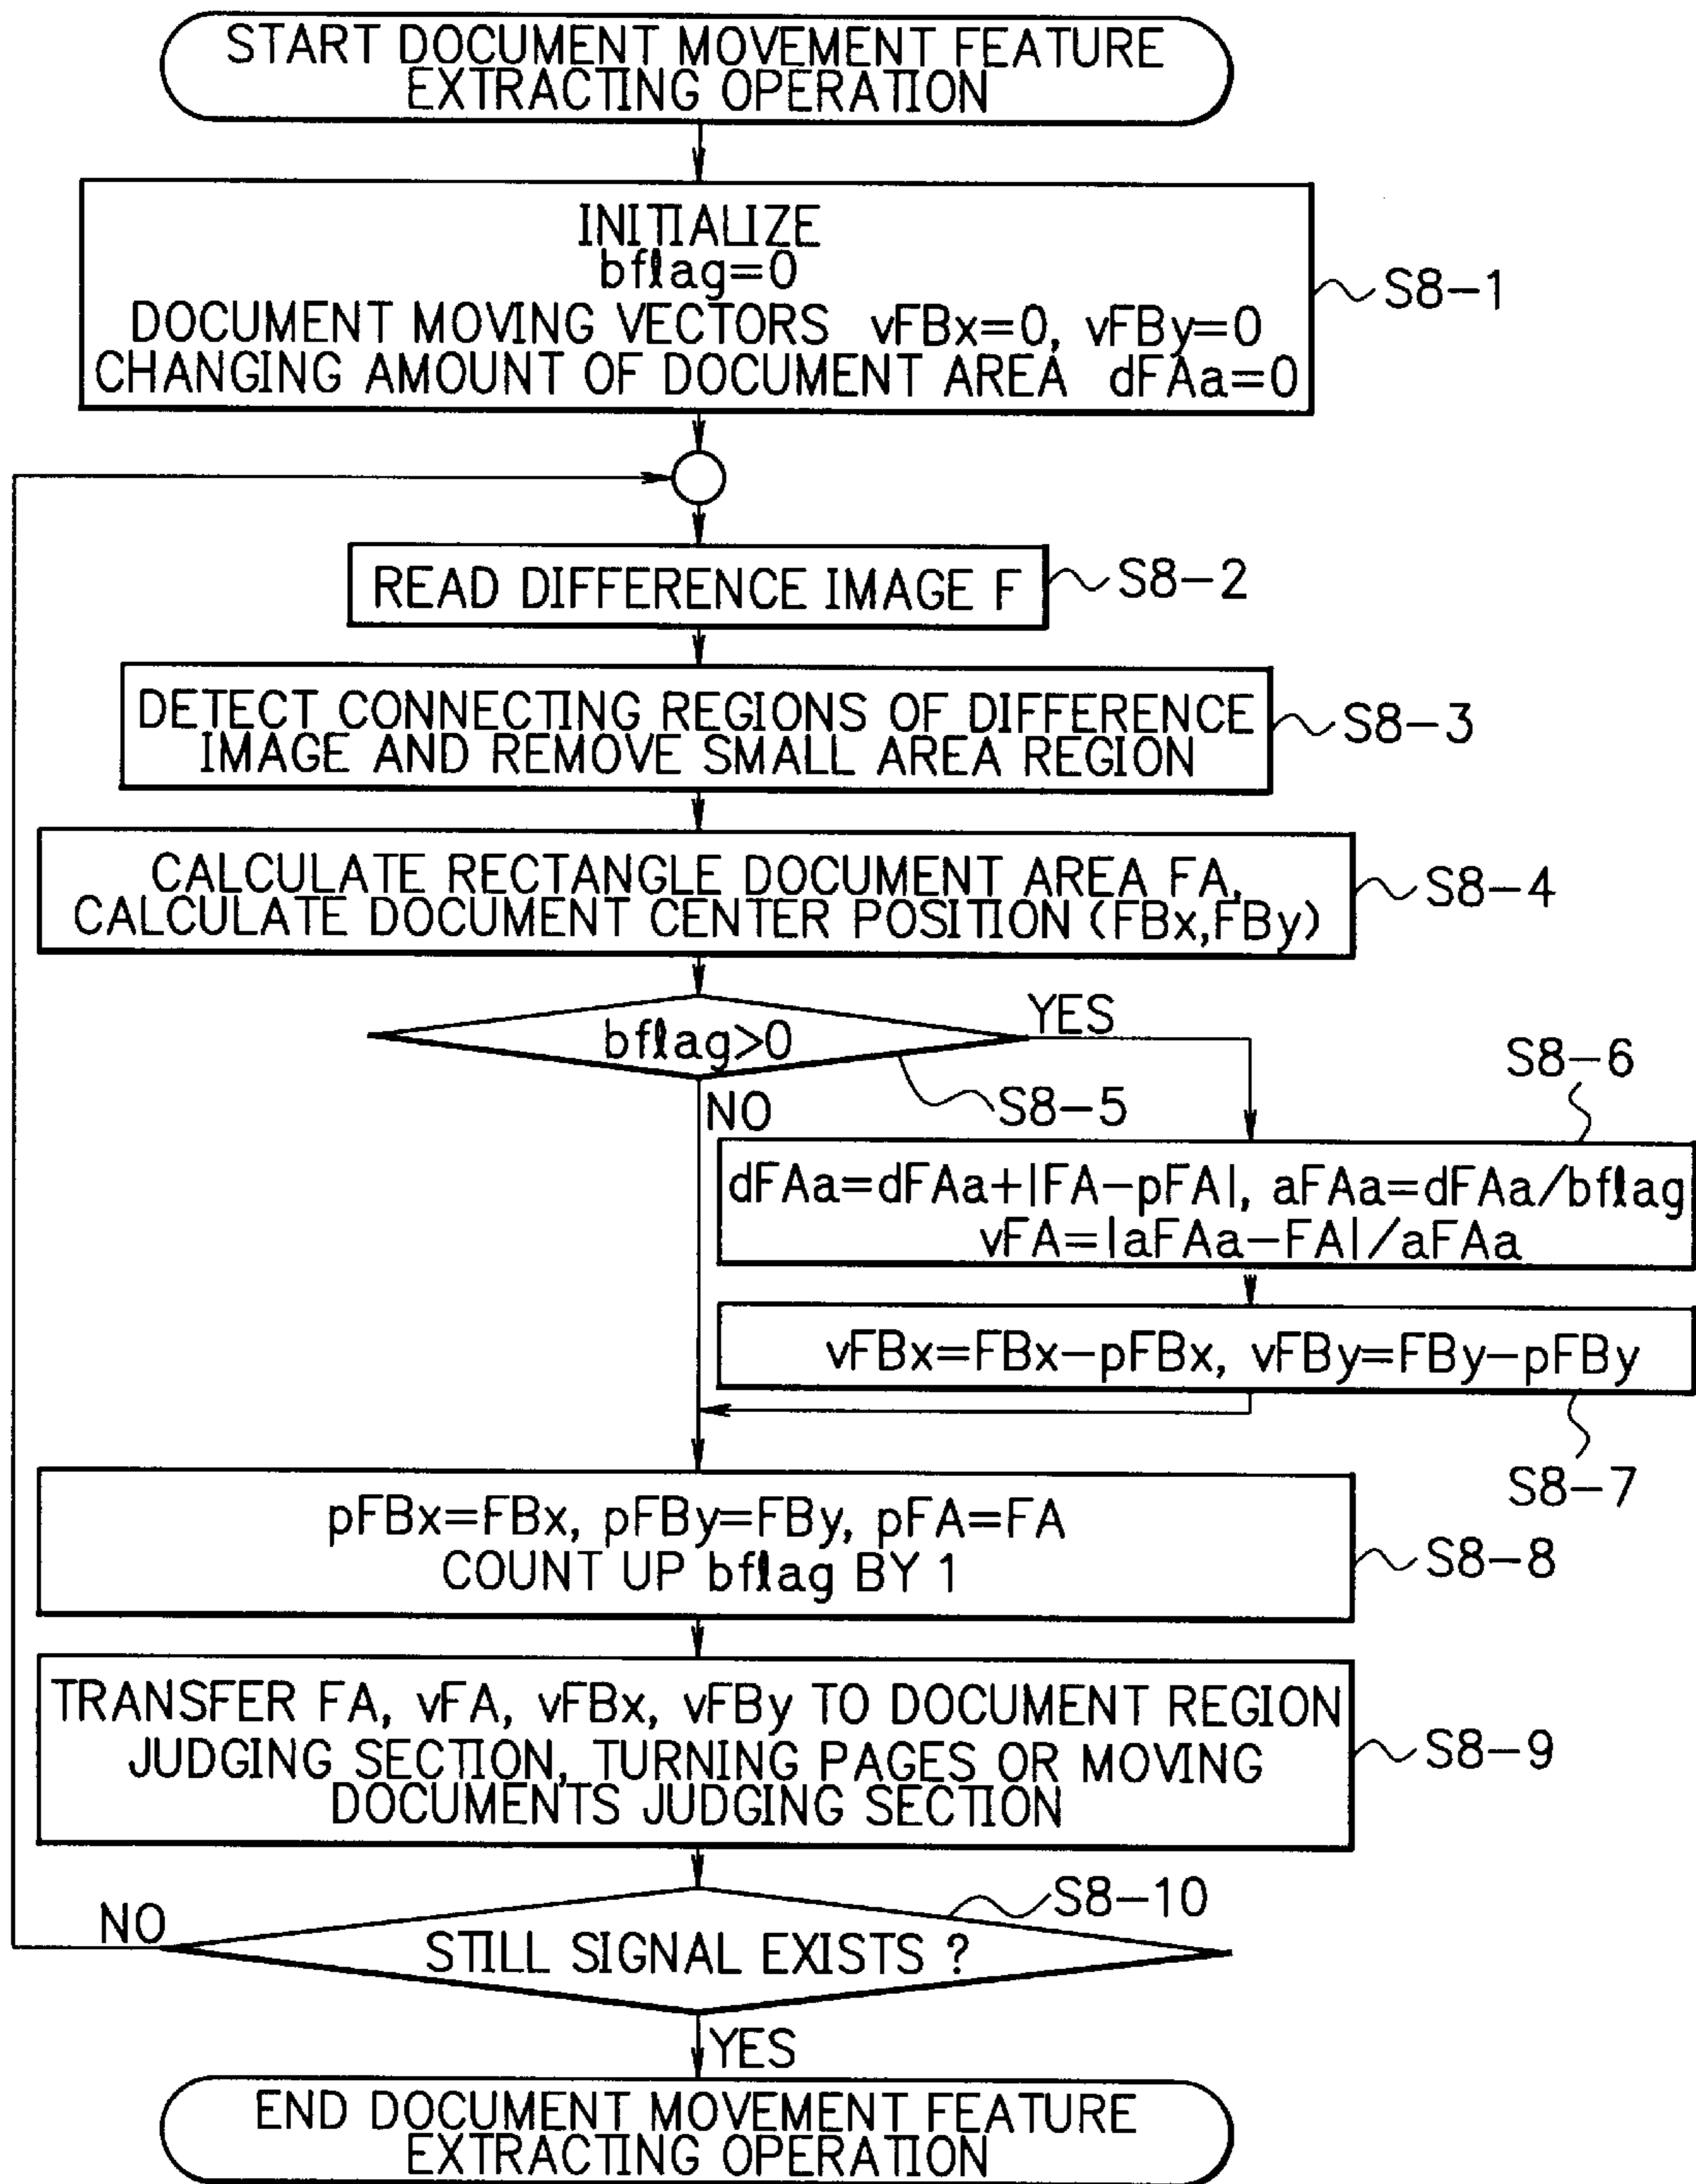 START DOCUMENT MOVEMENT FEATURE
EXTRACTING OPERATION
INITIALIZE
bflag=0
DOCUMENT MOVING VECTORS vFBx=0, vFBy=0
CHANGING AMOUNT OF DOCUMENT AREA dFAa=0
S8-1
READ DIFFERENCE IMAGE F
S8-2
DETECT CONNECTING REGIONS OF DIFFERENCE
IMAGE AND REMOVE SMALL AREA REGION
S8-3
CALCULATE RECTANGLE DOCUMENT AREA FA,
CALCULATE DOCUMENT CENTER POSITION (FBx,FBy)
S8-4
bflag>0
YES
S8-5
NO
S8-6
dFAa=dFAa+|FA-pFA|, aFAa=dFAa/bflag
vFA=|aFAa-FA|/aFAa
vFBx=FBx-pFBx, vFBy=FBy-pFBy
S8-7
pFBx=FBx, pFBy=FBy, pFA=FA
COUNT UP bflag BY 1
S8-8
TRANSFER FA, vFA, vFBx, vFBy TO DOCUMENT REGION
JUDGING SECTION, TURNING PAGES OR MOVING
DOCUMENTS JUDGING SECTION
S8-9
S8-10
NO
STILL SIGNAL EXISTS ?
YES
END DOCUMENT MOVEMENT FEATURE
EXTRACTING OPERATION